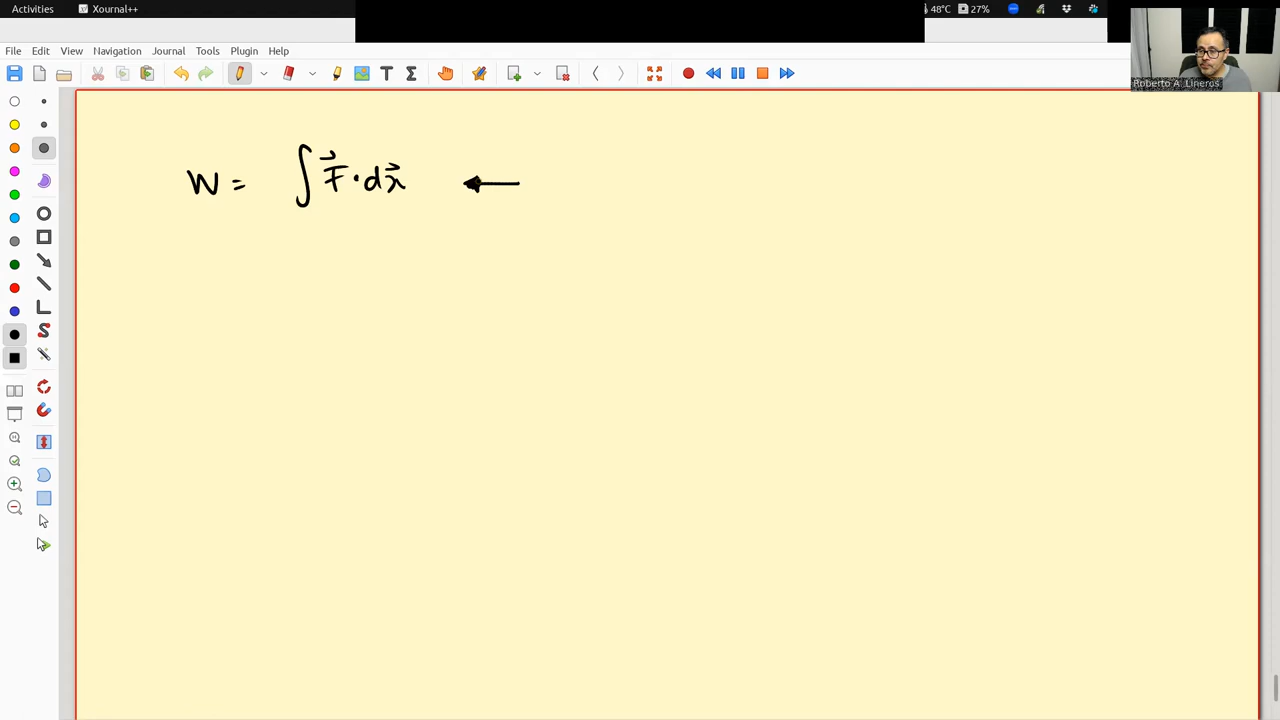 Activities Xournal++ 48°C 27%
File Edit View Navigation Journal Tools Plugin Help
Roberto A. Lineros
W = ∫ F⃗ · dx⃗ ←